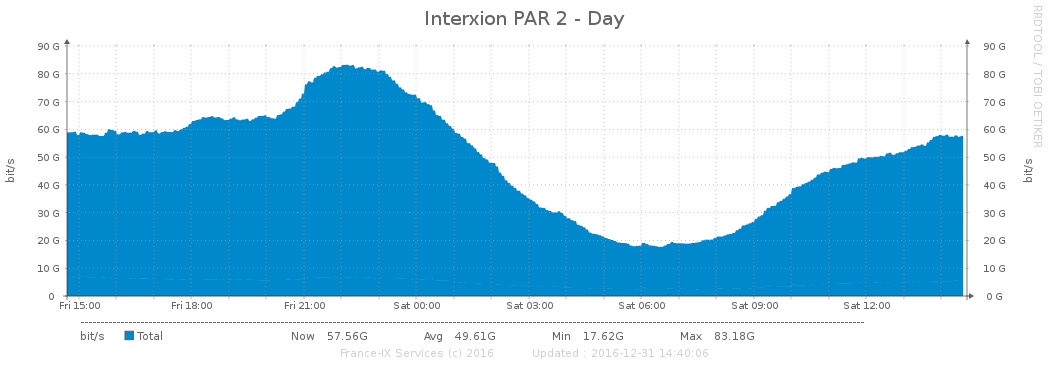 Interxion PAR 2 - Day
RRDTOOL / TOBI OETIKER
90 G 90 G
80 G 80 G
70 G 70 G
60 G 60 G
50 G 50 G
40 G 40 G
30 G 30 G
20 G 20 G
10 G 10 G
0 0 G
bit/s
bit/s
Fri 15:00 Fri 18:00 Fri 21:00 Sat 00:00 Sat 03:00 Sat 06:00 Sat 09:00 Sat 12:00
bit/s Total Now 57.56G Avg 49.61G Min 17.62G Max 83.18G
France-IX Services (c) 2016 Updated : 2016-12-31 14:40:06